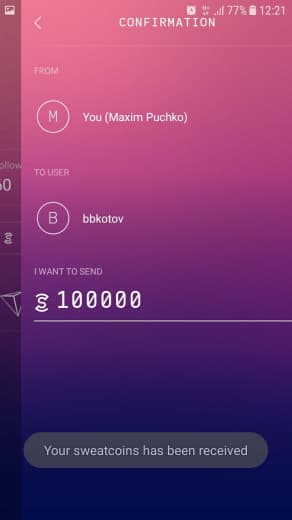 77% 12:21
CONFIRMATION
FROM
M
You (Maxim Puchko)
ollow
60
TO USER
B
bbkotov
I WANT TO SEND
100000
Your sweatcoins has been received